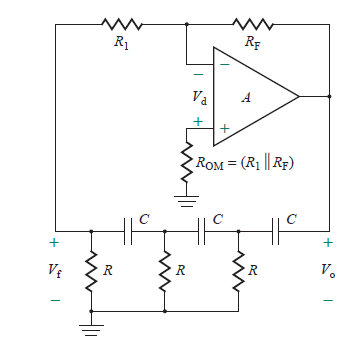 R1 RF
−
−
Vd A
+
+
ROM = (R1 || RF)
C C C
+ +
Vf R R R Vo
− −